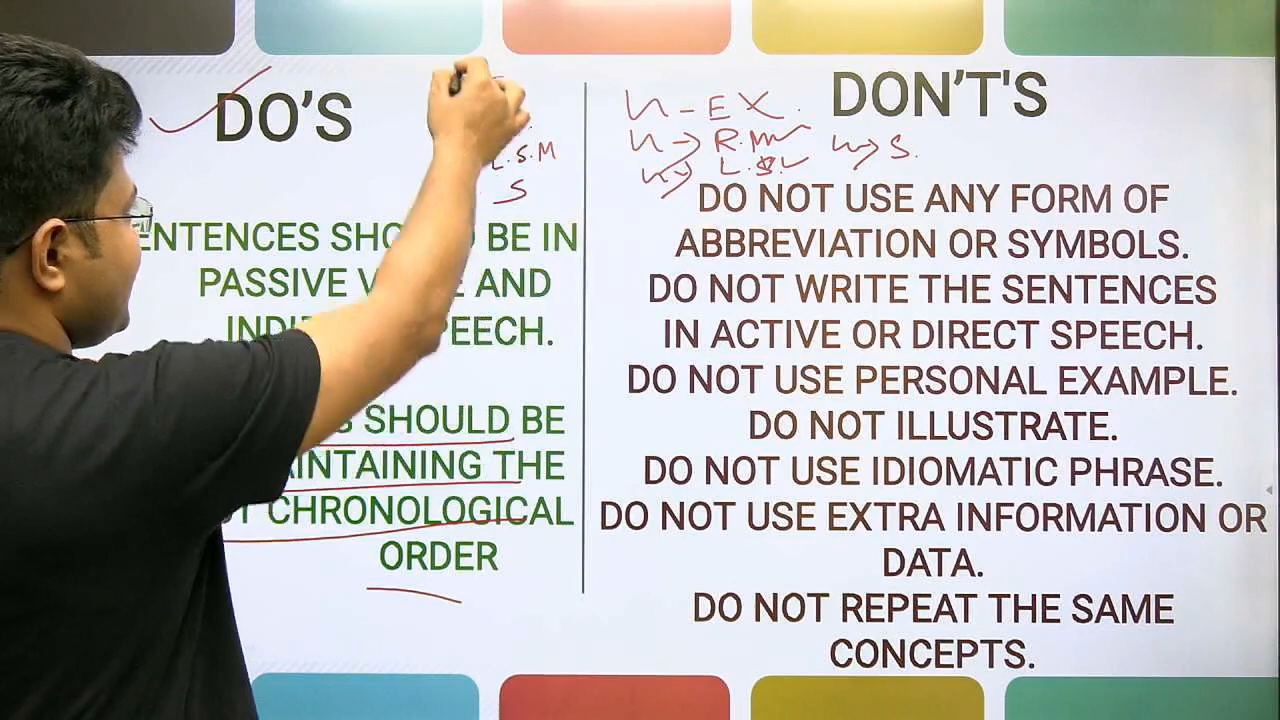 DO'S
L.S.M
S
ENTENCES SHO D BE IN
PASSIVE V E AND
INDI PEECH.
S SHOULD BE
AINTAINING THE
CHRONOLOGICAL
ORDER
DON'T'S
n - EX.
n → R.M
n → S.
L.S.
DO NOT USE ANY FORM OF
ABBREVIATION OR SYMBOLS.
DO NOT WRITE THE SENTENCES
IN ACTIVE OR DIRECT SPEECH.
DO NOT USE PERSONAL EXAMPLE.
DO NOT ILLUSTRATE.
DO NOT USE IDIOMATIC PHRASE.
DO NOT USE EXTRA INFORMATION OR
DATA.
DO NOT REPEAT THE SAME
CONCEPTS.